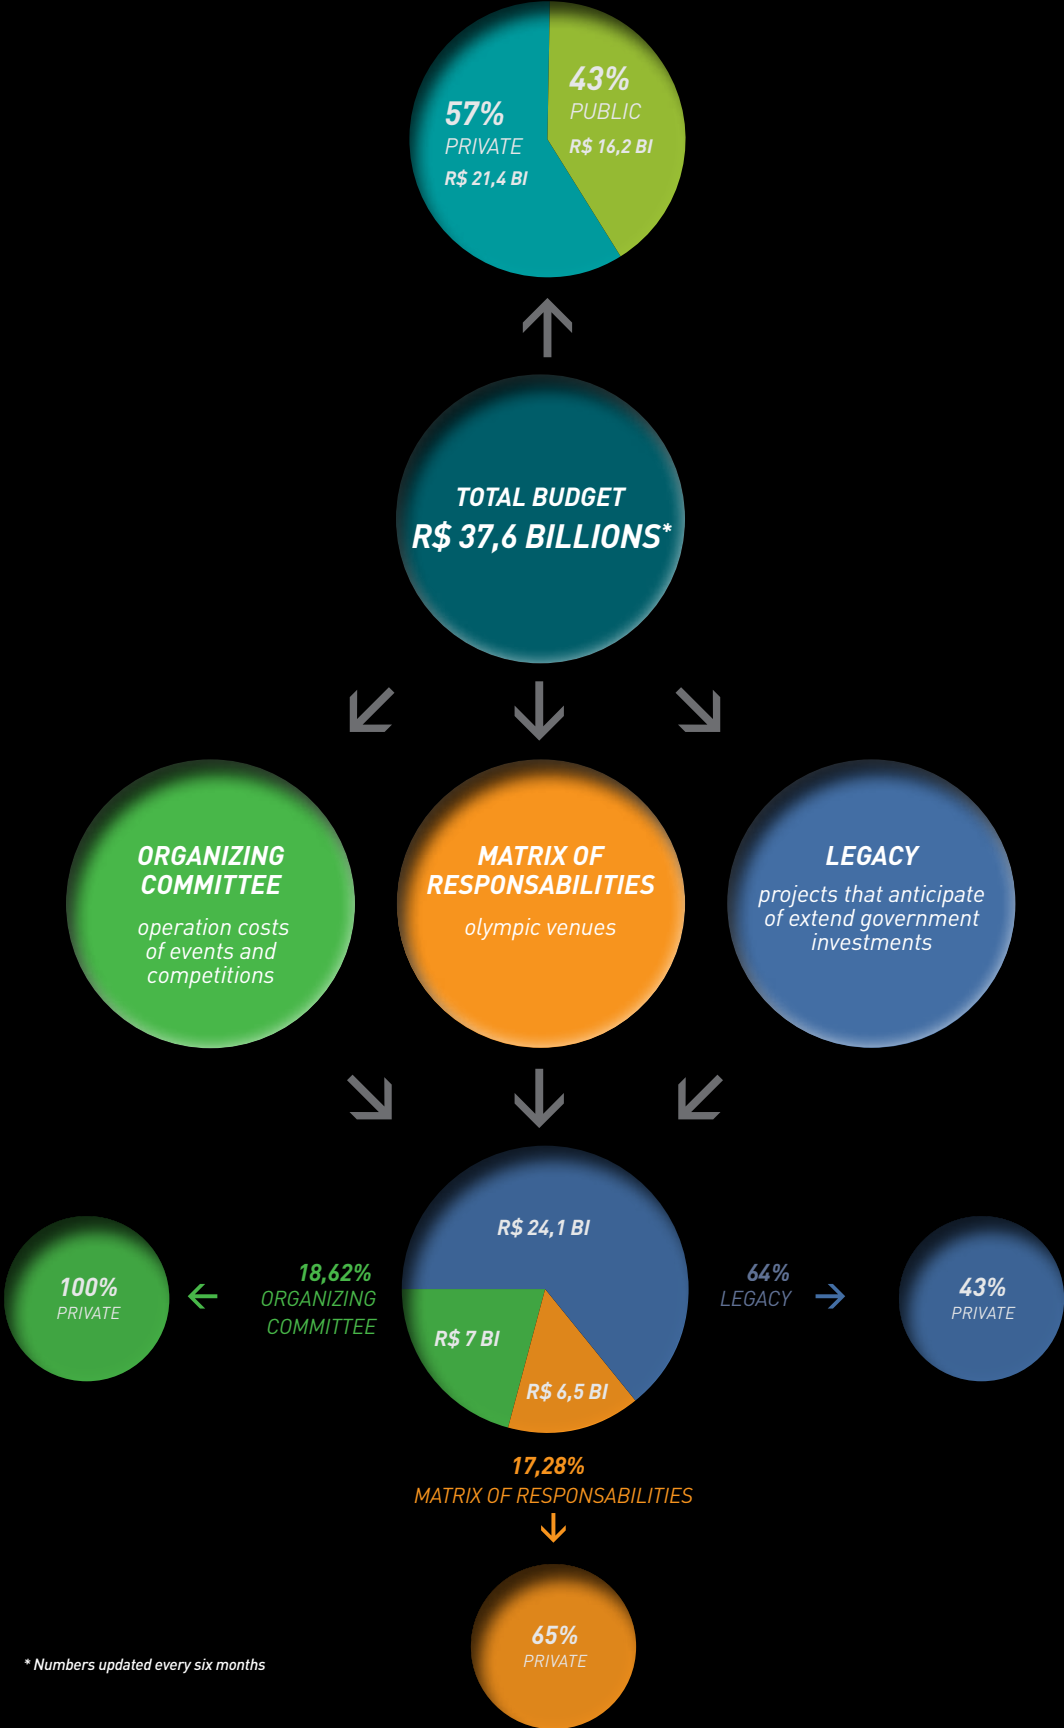 57%
PRIVATE
R$ 21,4 BI
43%
PUBLIC
R$ 16,2 BI
TOTAL BUDGET
R$ 37,6 BILLIONS*
ORGANIZING
COMMITTEE
operation costs
of events and
competitions
MATRIX OF
RESPONSABILITIES
olympic venues
LEGACY
projects that anticipate
of extend government
investments
R$ 24,1 BI
R$ 7 BI
R$ 6,5 BI
100%
PRIVATE
18,62%
ORGANIZING
COMMITTEE
64%
LEGACY
43%
PRIVATE
17,28%
MATRIX OF RESPONSABILITIES
65%
PRIVATE
* Numbers updated every six months